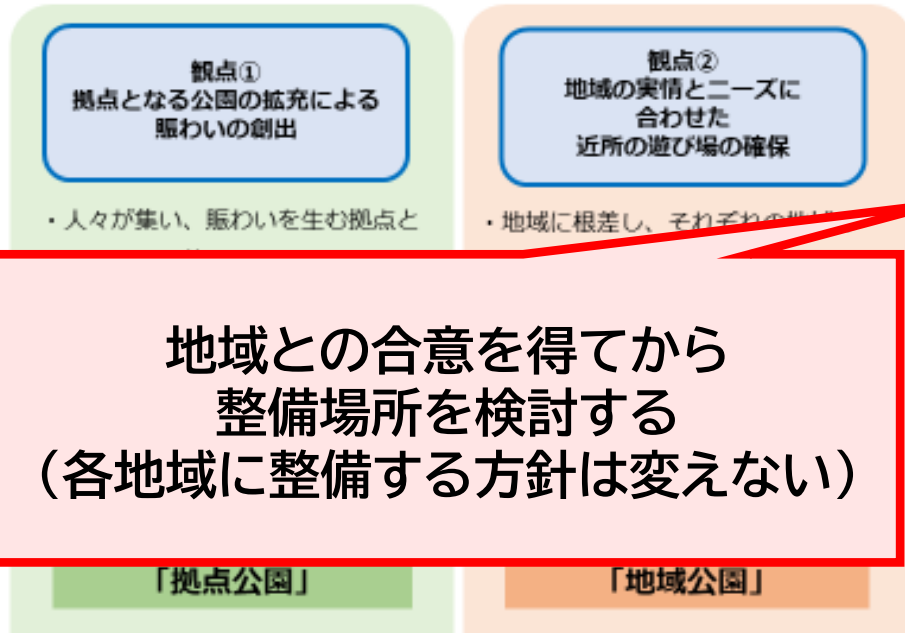 観点①
拠点となる公園の拡充による
賑わいの創出
・人々が集い、賑わいを生む拠点と
観点②
地域の実情とニーズに
合わせた
近所の遊び場の確保
・地域に根差し、それぞれの
地域との合意を得てから
整備場所を検討する
（各地域に整備する方針は変えない）
「拠点公園」
「地域公園」